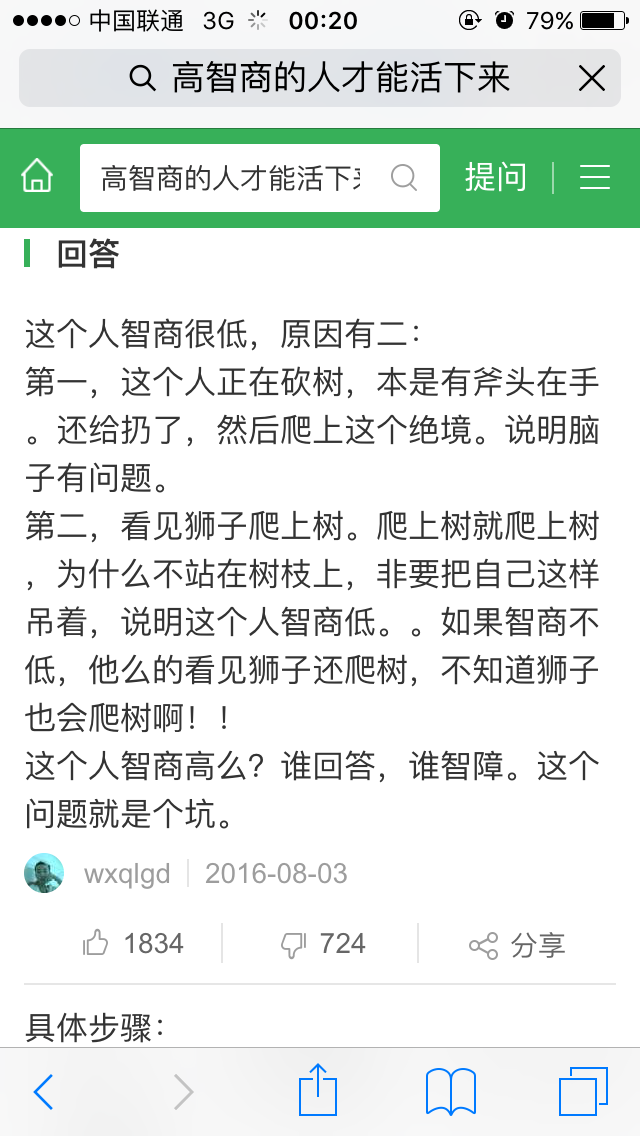 中国联通 3G 00:20 79%
高智商的人才能活下来
高智商的人才能活下 提问
回答
这个人智商很低，原因有二：
第一，这个人正在砍树，本是有斧头在手
。还给扔了，然后爬上这个绝境。说明脑
子有问题。
第二，看见狮子爬上树。爬上树就爬上树
，为什么不站在树枝上，非要把自己这样
吊着，说明这个人智商低。。如果智商不
低，他么的看见狮子还爬树，不知道狮子
也会爬树啊！！
这个人智商高么？谁回答，谁智障。这个
问题就是个坑。
wxqlgd 2016-08-03
1834 724 分享
具体步骤：